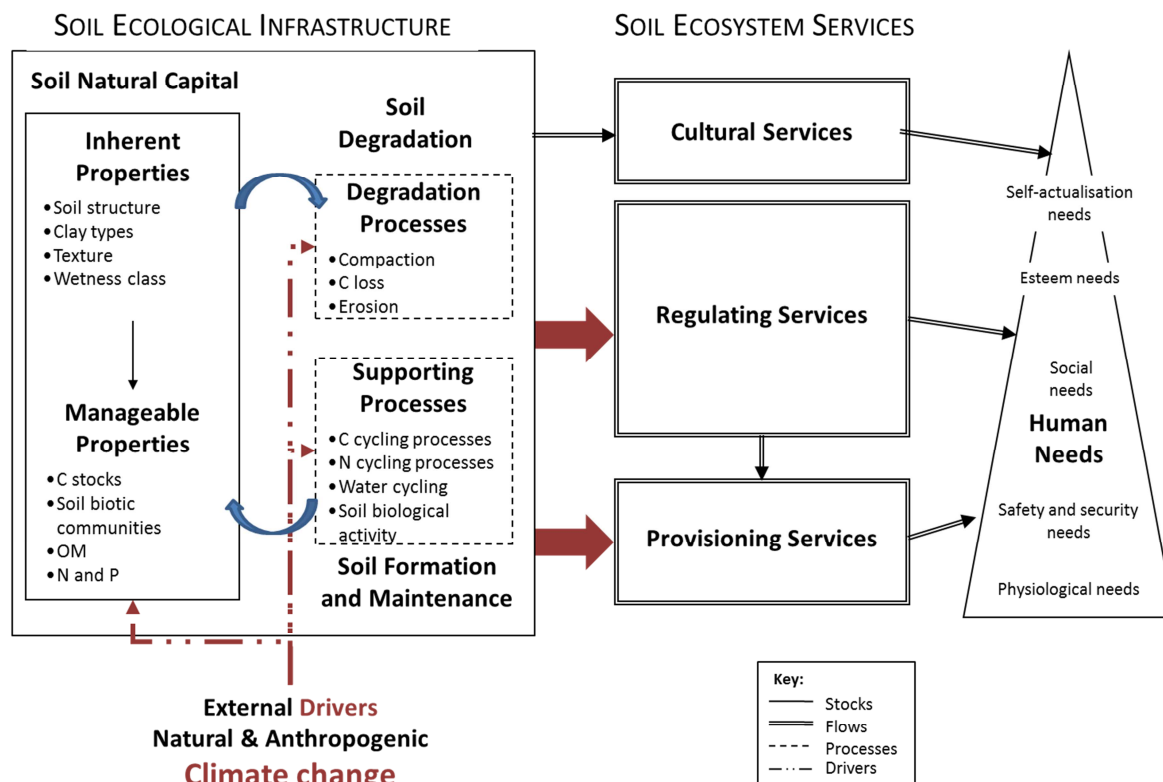 SOIL ECOLOGICAL INFRASTRUCTURE
SOIL ECOSYSTEM SERVICES
Soil Natural Capital
Inherent
Properties
•Soil structure
•Clay types
•Texture
•Wetness class
Manageable
Properties
•C stocks
•Soil biotic
communities
•OM
•N and P
Soil
Degradation
Degradation
Processes
•Compaction
•C loss
•Erosion
Supporting
Processes
•C cycling processes
•N cycling processes
•Water cycling
•Soil biological
activity
Soil Formation
and Maintenance
External Drivers
Natural & Anthropogenic
Climate change
Cultural Services
Regulating Services
Provisioning Services
Self-actualisation
needs
Esteem needs
Social
needs
Human
Needs
Safety and security
needs
Physiological needs
Key:
Stocks
Flows
Processes
Drivers